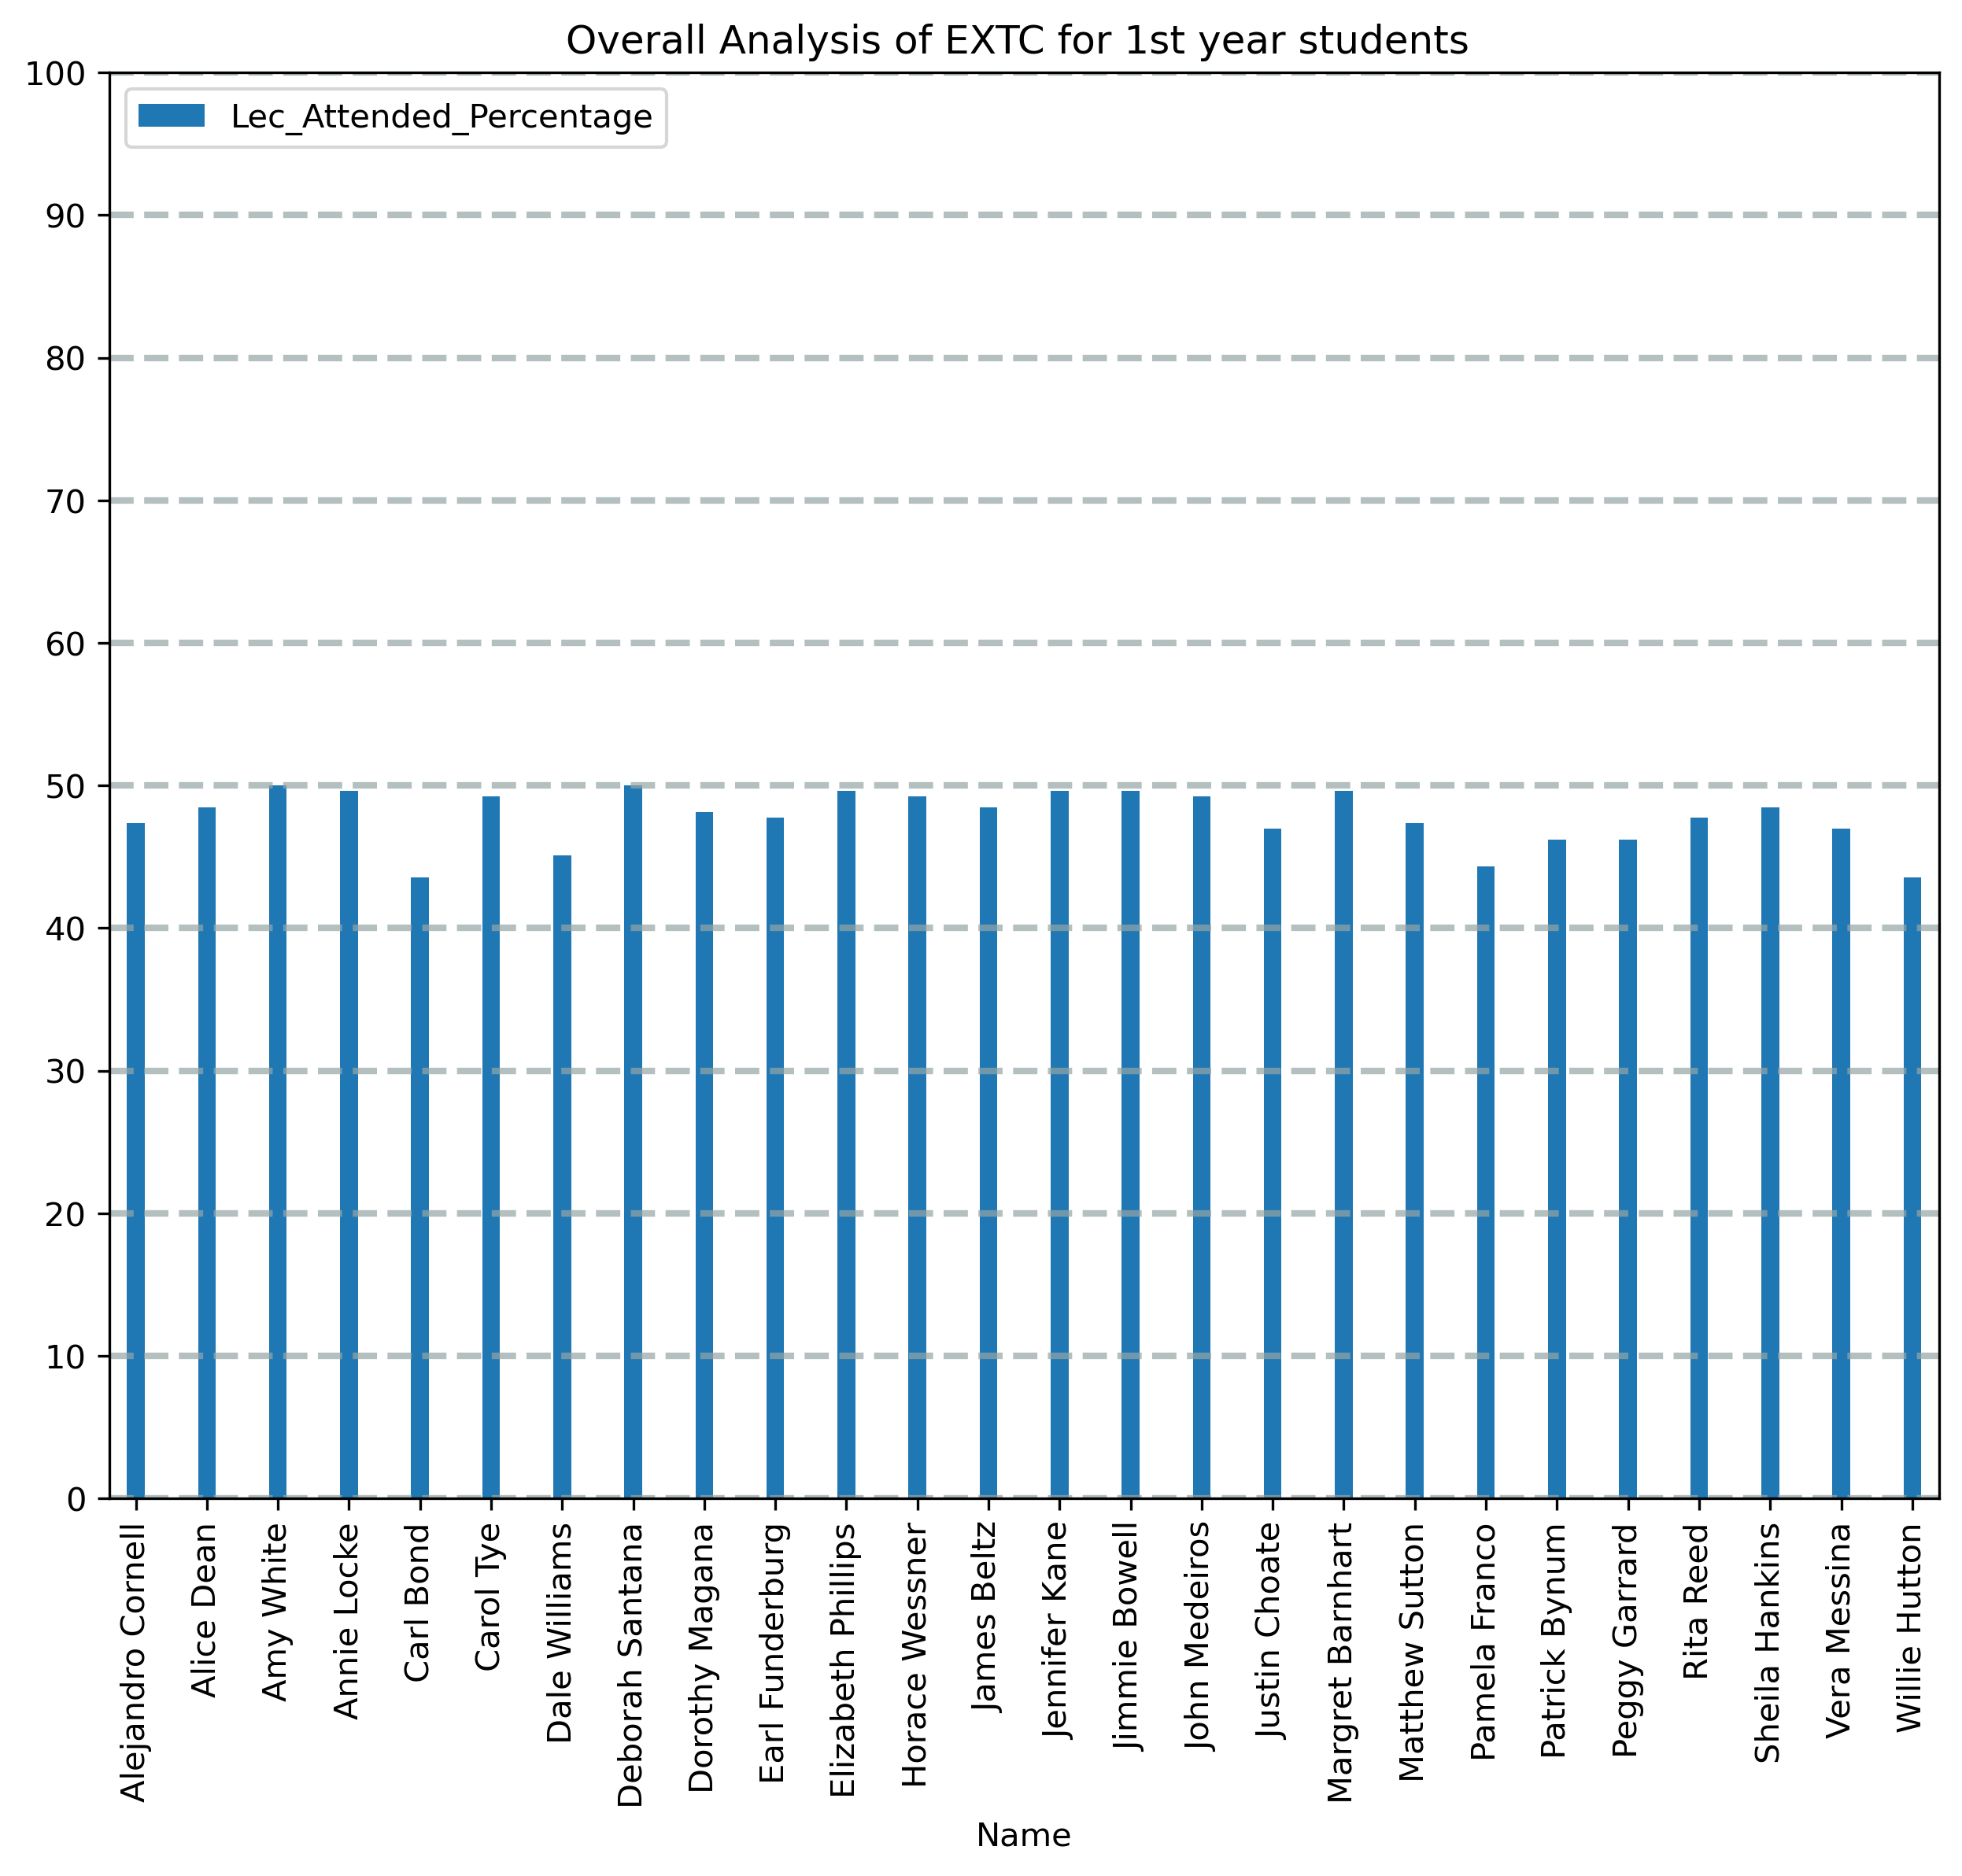 Overall Analysis of EXTC for 1st year students
Lec_Attended_Percentage
100
90
80
70
60
50
40
30
20
10
0
Alejandro Cornell
Alice Dean
Amy White
Annie Locke
Carl Bond
Carol Tye
Dale Williams
Deborah Santana
Dorothy Magana
Earl Funderburg
Elizabeth Phillips
Horace Wessner
James Beltz
Jennifer Kane
Jimmie Bowell
John Medeiros
Justin Choate
Margret Barnhart
Matthew Sutton
Pamela Franco
Patrick Bynum
Peggy Garrard
Rita Reed
Sheila Hankins
Vera Messina
Willie Hutton
Name